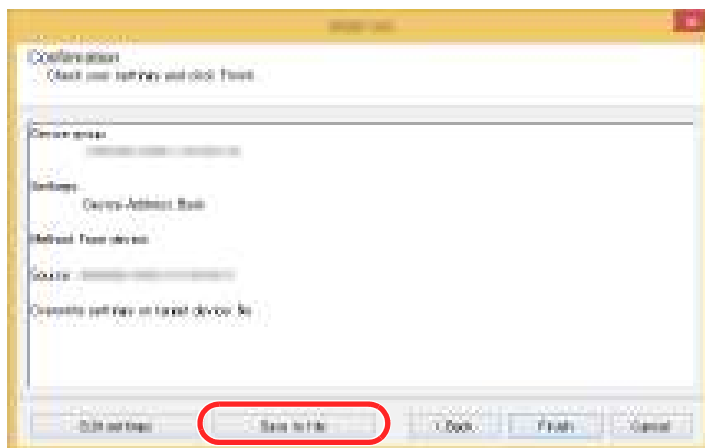 Confirmation
Check your settings and click Finish.
Device group:
Settings:
Device Address Book
Method: From device
Source:
Overwrite settings on target device: No
Edit settings
Save to File
< Back
Finish
Cancel